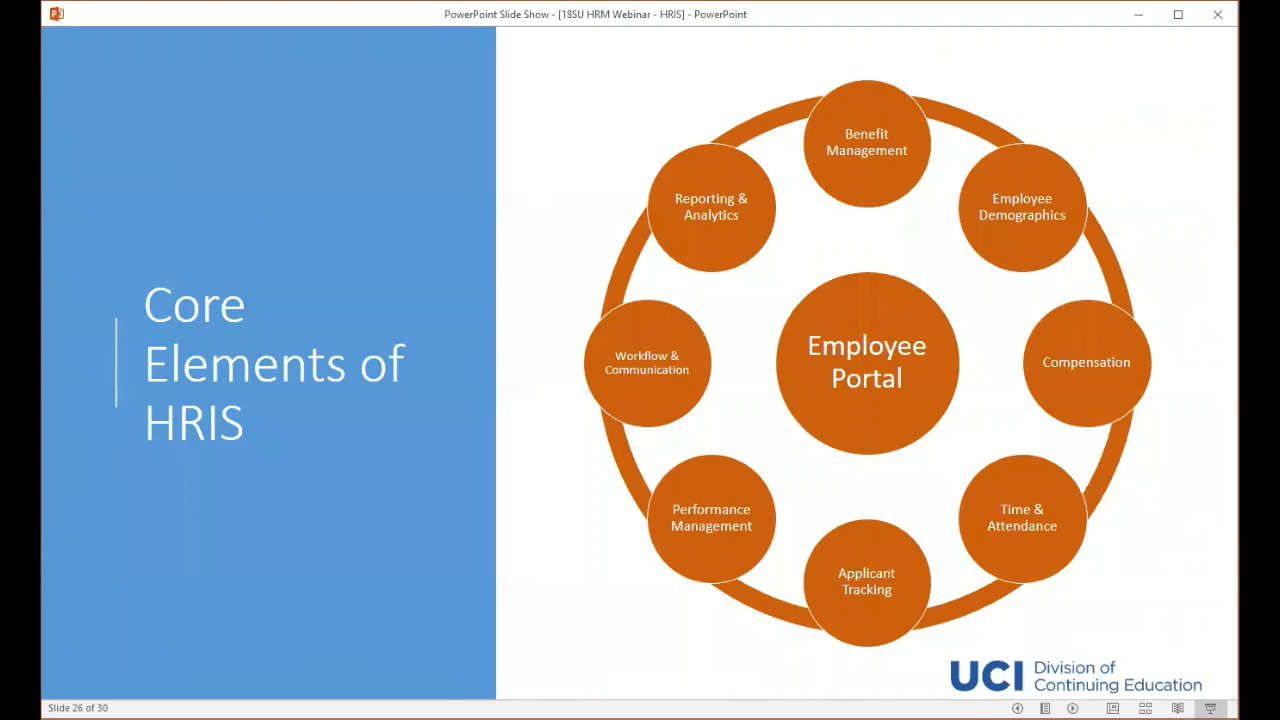 PowerPoint Slide Show - [18SU HRM Webinar - HRIS] - PowerPoint
Core
Elements of
HRIS
Benefit
Management
Employee
Demographics
Compensation
Time &
Attendance
Applicant
Tracking
Performance
Management
Workflow &
Communication
Reporting &
Analytics
Employee
Portal
UCI
Division of
Continuing Education
Slide 26 of 30